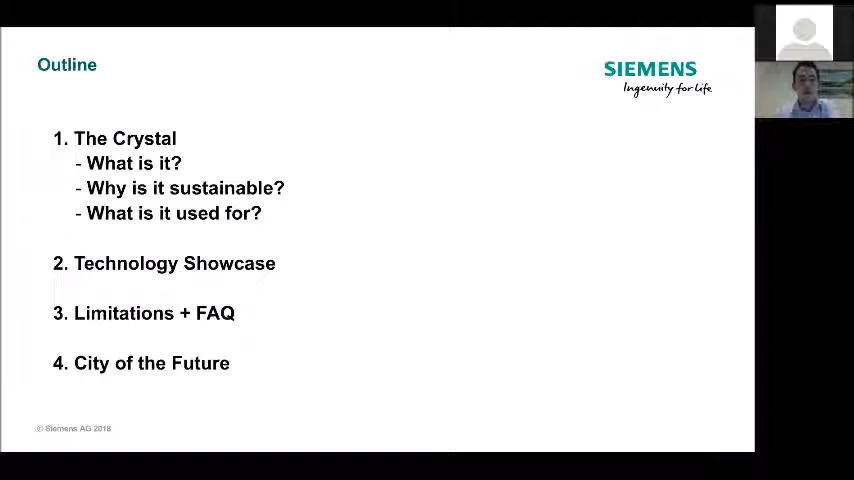 Outline
SIEMENS
Ingenuity for life
1. The Crystal
- What is it?
- Why is it sustainable?
- What is it used for?
2. Technology Showcase
3. Limitations + FAQ
4. City of the Future
© Siemens AG 2018